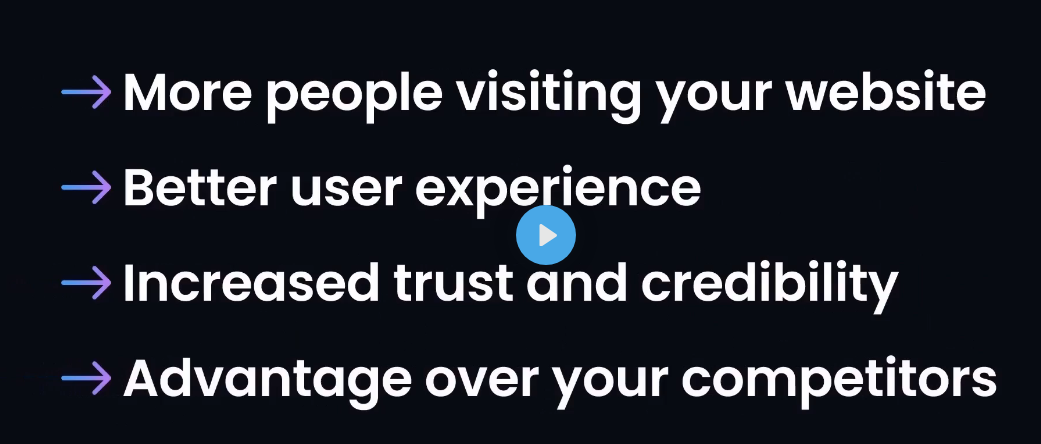 More people visiting your website
Better user experience
Increased trust and credibility
Advantage over your competitors